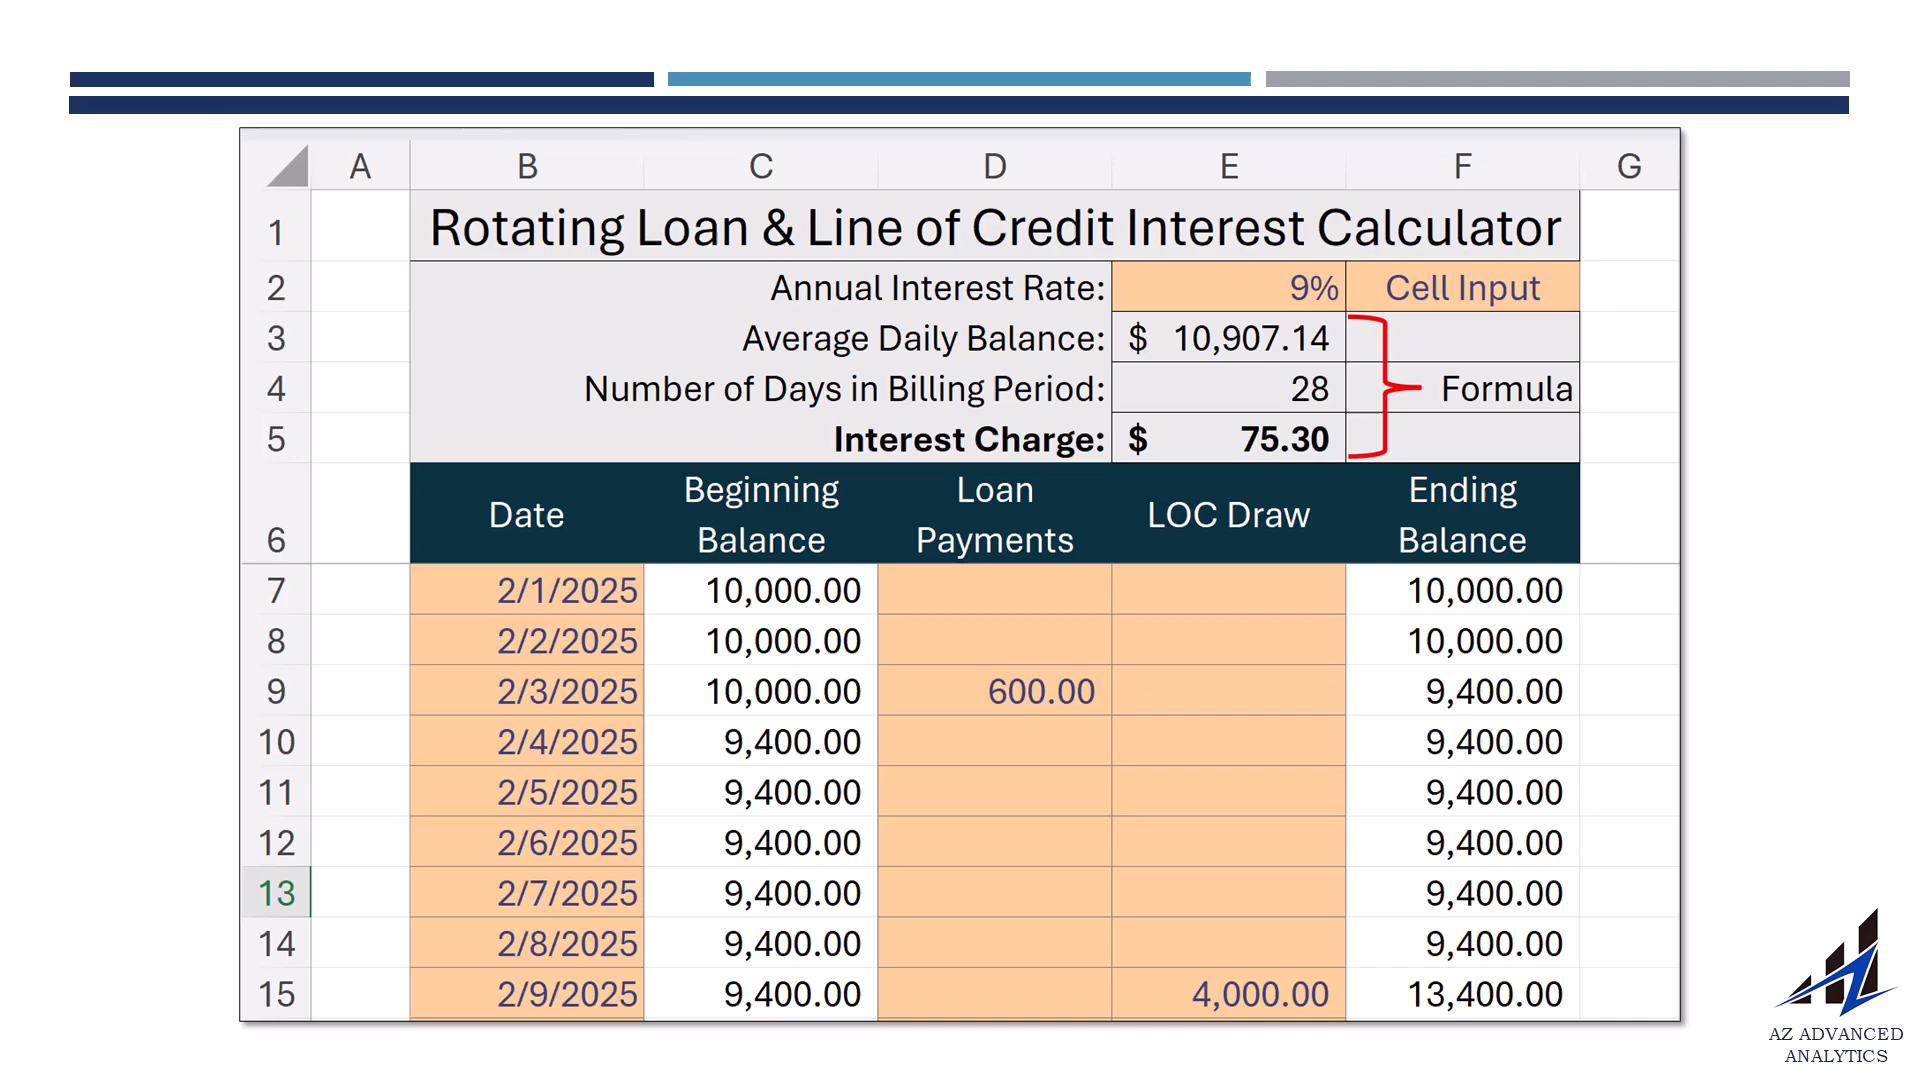 A B C D E F G
1 Rotating Loan & Line of Credit Interest Calculator
2 Annual Interest Rate: 9% Cell Input
3 Average Daily Balance: $ 10,907.14
4 Number of Days in Billing Period: 28 Formula
5 Interest Charge: $ 75.30
Beginning Loan Ending
Date LOC Draw
6 Balance Payments Balance
7 2/1/2025 10,000.00 10,000.00
8 2/2/2025 10,000.00 10,000.00
9 2/3/2025 10,000.00 600.00 9,400.00
10 2/4/2025 9,400.00 9,400.00
11 2/5/2025 9,400.00 9,400.00
12 2/6/2025 9,400.00 9,400.00
13 2/7/2025 9,400.00 9,400.00
14 2/8/2025 9,400.00 9,400.00
15 2/9/2025 9,400.00 4,000.00 13,400.00
AZ ADVANCED
ANALYTICS